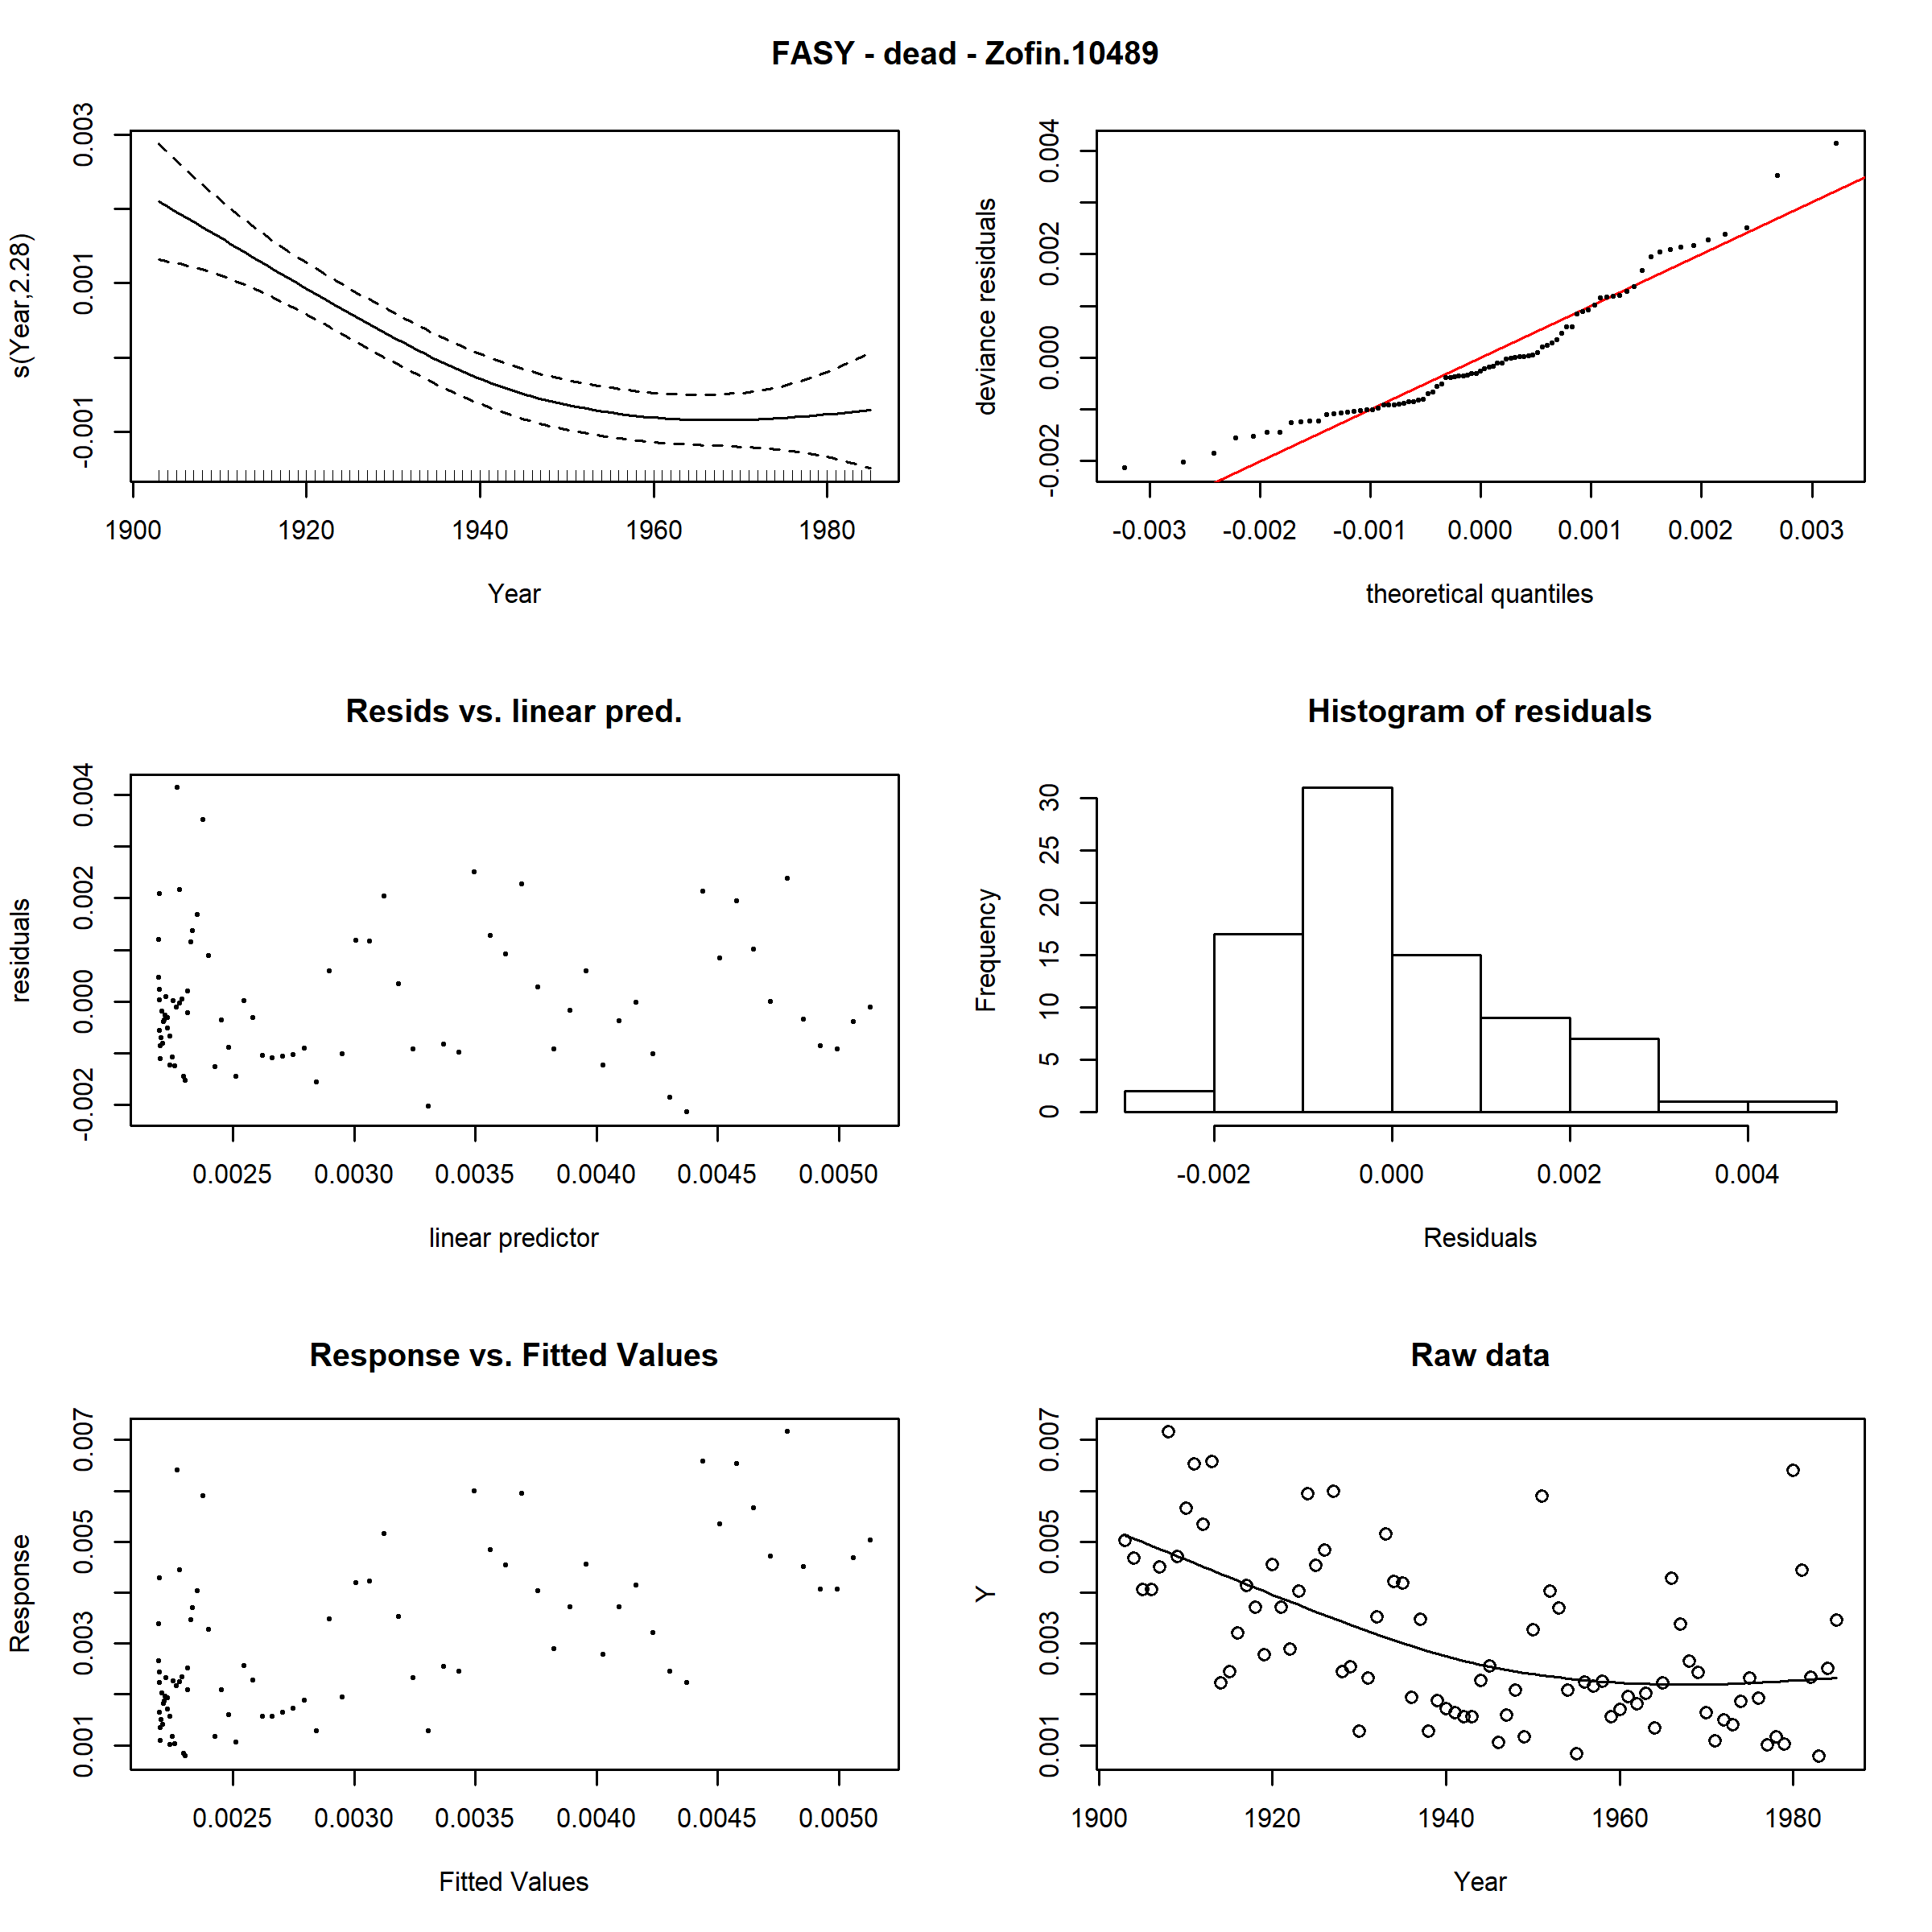 FASY - dead - Zofin.10489
s(Year,2.28)
0.003
0.001
-0.001
1900 1920 1940 1960 1980
Year
deviance residuals
0.004
0.002
0.000
-0.002
-0.003 -0.002 -0.001 0.000 0.001 0.002 0.003
theoretical quantiles
Resids vs. linear pred.
residuals
0.004
0.002
0.000
-0.002
0.0025 0.0030 0.0035 0.0040 0.0045 0.0050
linear predictor
Histogram of residuals
Frequency
30
25
20
15
10
5
0
-0.002 0.000 0.002 0.004
Residuals
Response vs. Fitted Values
Response
0.007
0.005
0.003
0.001
0.0025 0.0030 0.0035 0.0040 0.0045 0.0050
Fitted Values
Raw data
Y
0.007
0.005
0.003
0.001
1900 1920 1940 1960 1980
Year